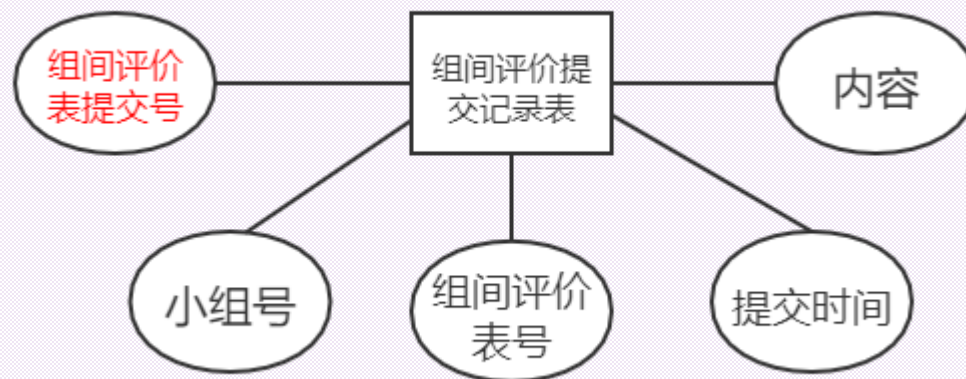 组间评价
表提交号
组间评价提
交记录表
内容
小组号
组间评价
表号
提交时间